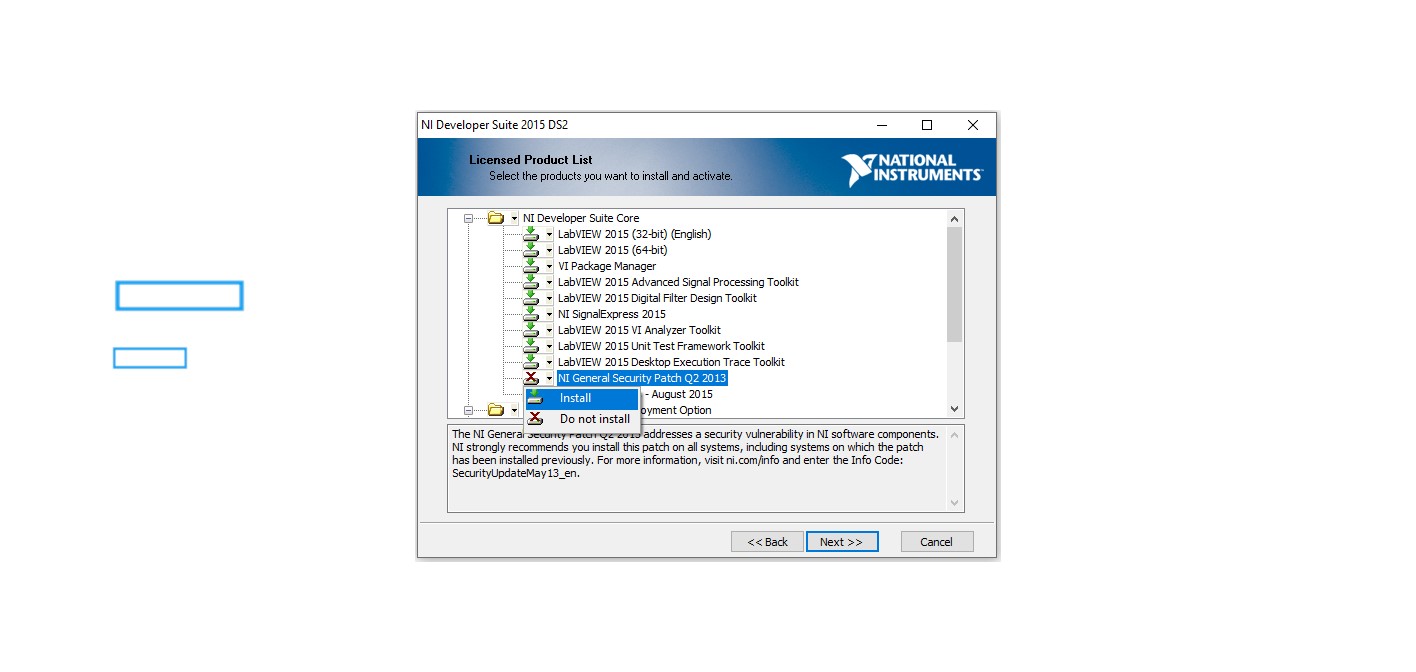 NI Developer Suite 2015 DS2
Licensed Product List
Select the products you want to install and activate.
NATIONAL
INSTRUMENTS
NI Developer Suite Core
LabVIEW 2015 (32-bit) (English)
LabVIEW 2015 (64-bit)
VI Package Manager
LabVIEW 2015 Advanced Signal Processing Toolkit
LabVIEW 2015 Digital Filter Design Toolkit
NI SignalExpress 2015
LabVIEW 2015 VI Analyzer Toolkit
LabVIEW 2015 Unit Test Framework Toolkit
LabVIEW 2015 Desktop Execution Trace Toolkit
NI General Security Patch Q2 2013
- August 2015
Install
oyment Option
Do not install
The NI General Security Patch Q2 2013 addresses a security vulnerability in NI software components.
NI strongly recommends you install this patch on all systems, including systems on which the patch
has been installed previously. For more information, visit ni.com/info and enter the Info Code:
SecurityUpdateMay13_en.
<< Back
Next >>
Cancel